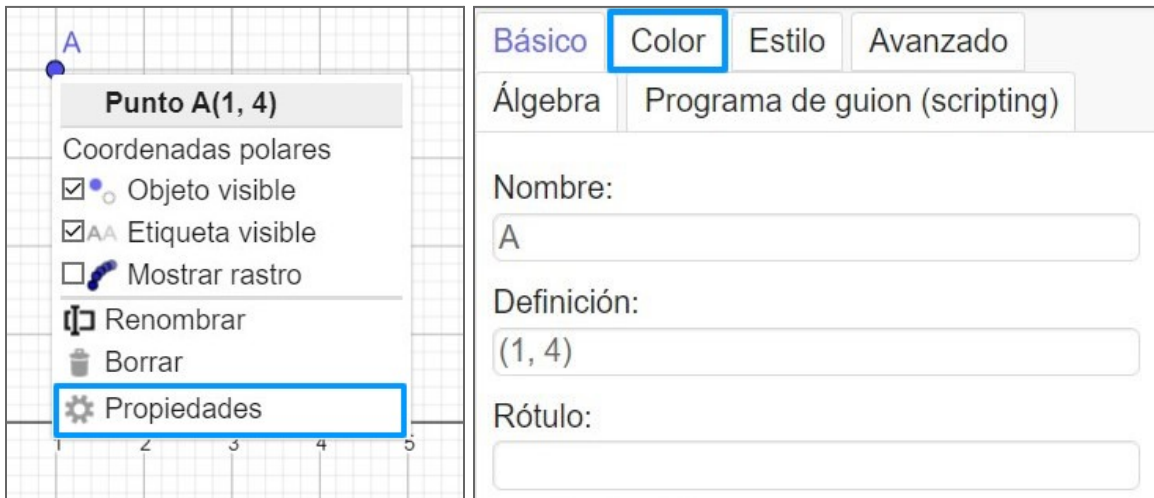 A
Punto A(1, 4)
Coordenadas polares
Objeto visible
AA Etiqueta visible
Mostrar rastro
Renombrar
Borrar
Propiedades
1 2 3 4 5
Básico Color Estilo Avanzado
Álgebra Programa de guion (scripting)
Nombre:
A
Definición:
(1, 4)
Rótulo: